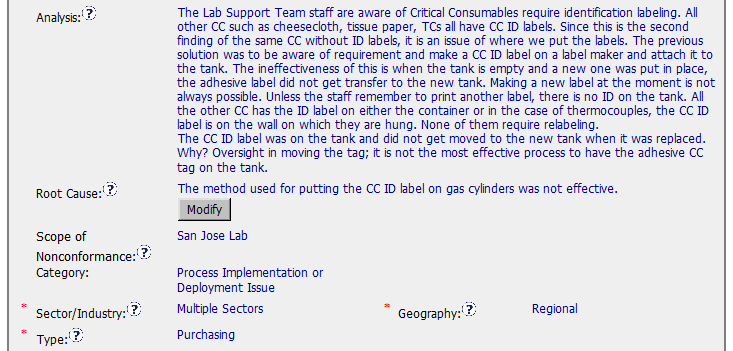 Analysis:? The Lab Support Team staff are aware of Critical Consumables require identification labeling. All
other CC such as cheesecloth, tissue paper, TCs all have CC ID labels. Since this is the second
finding of the same CC without ID labels, it is an issue of where we put the labels. The previous
solution was to be aware of requirement and make a CC ID label on a label maker and attach it to
the tank. The ineffectiveness of this is when the tank is empty and a new one was put in place,
the adhesive label did not get transfer to the new tank. Making a new label at the moment is not
always possible. Unless the staff remember to print another label, there is no ID on the tank. All
the other CC has the ID label on either the container or in the case of thermocouples, the CC ID
label is on the wall on which they are hung. None of them require relabeling.
The CC ID label was on the tank and did not get moved to the new tank when it was replaced.
Why? Oversight in moving the tag; it is not the most effective process to have the adhesive CC
tag on the tank.
Root Cause:? The method used for putting the CC ID label on gas cylinders was not effective.
Modify
Scope of San Jose Lab
Nonconformance:?
Category: Process Implementation or
Deployment Issue
* Sector/Industry:? Multiple Sectors * Geography:? Regional
* Type:? Purchasing